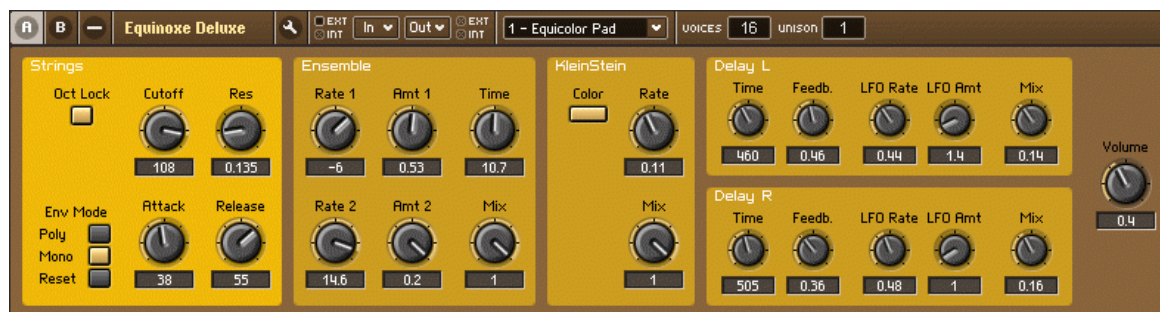 A B Equinoxe Deluxe EXT INT In Out EXT INT 1 - Equicolor Pad VOICES 16 UNISON 1
Strings
Oct Lock Cutoff Res
108 0.135
Env Mode Attack Release
Poly
Mono
Reset 38 55
Ensemble
Rate 1 Amt 1 Time
-6 0.53 10.7
Rate 2 Amt 2 Mix
14.6 0.2 1
KleinStein
Color Rate
0.11
Mix
1
Delay L
Time Feedb. LFO Rate LFO Amt Mix
460 0.46 0.44 1.4 0.14
Delay R
Time Feedb. LFO Rate LFO Amt Mix
505 0.36 0.48 1 0.16
Volume
0.4